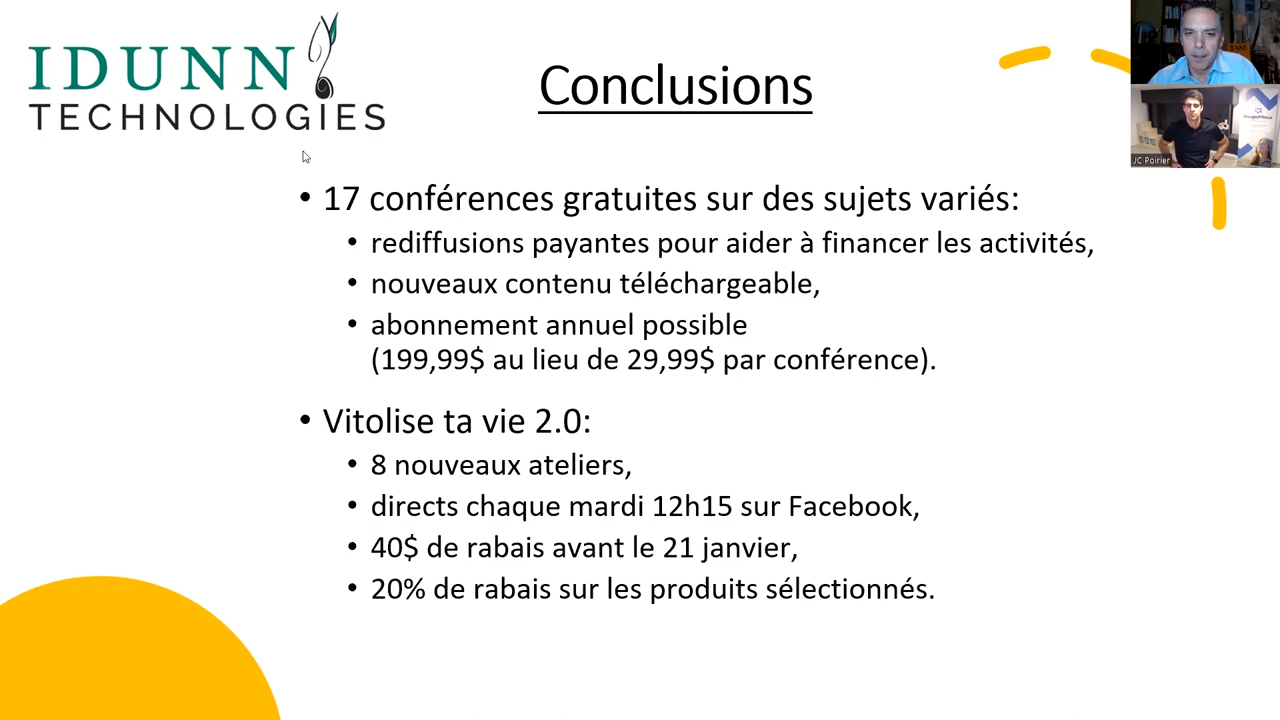 IDUNN
TECHNOLOGIES
Conclusions
BASE
JC Poirier
• 17 conférences gratuites sur des sujets variés:
• rediffusions payantes pour aider à financer les activités,
• nouveaux contenu téléchargeable,
• abonnement annuel possible
(199,99$ au lieu de 29,99$ par conférence).
• Vitolise ta vie 2.0:
• 8 nouveaux ateliers,
• directs chaque mardi 12h15 sur Facebook,
• 40$ de rabais avant le 21 janvier,
• 20% de rabais sur les produits sélectionnés.